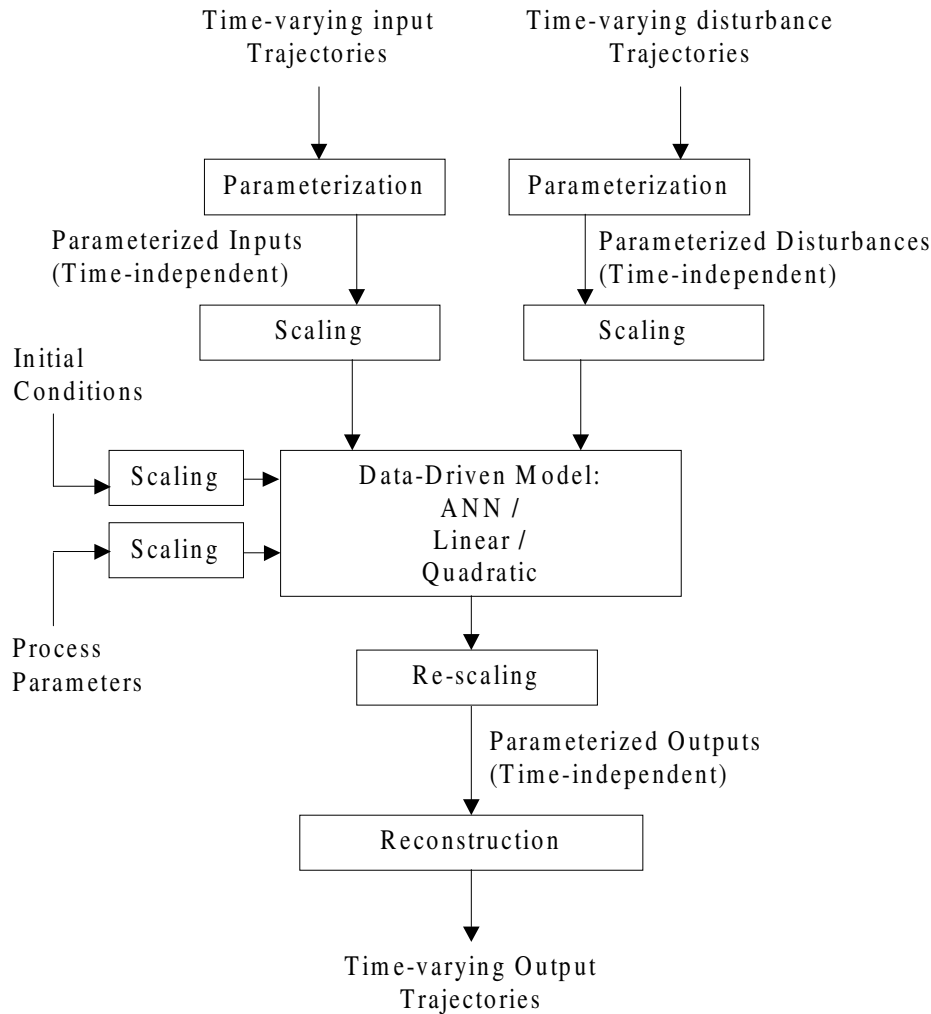 Time-varying input
Trajectories
Time-varying disturbance
Trajectories
Parameterization
Parameterization
Parameterized Inputs
(Time-independent)
Parameterized Disturbances
(Time-independent)
Scaling
Scaling
Initial
Conditions
Scaling
Scaling
Data-Driven Model:
ANN /
Linear /
Quadratic
Process
Parameters
Re-scaling
Parameterized Outputs
(Time-independent)
Reconstruction
Time-varying Output
Trajectories